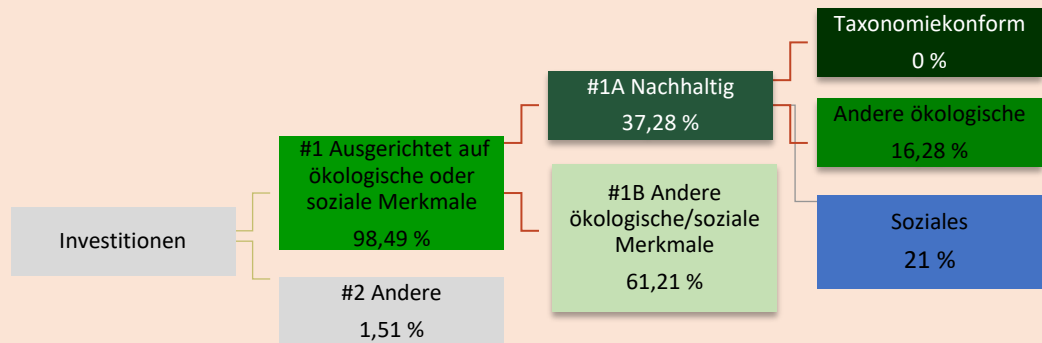 Investitionen
#1 Ausgerichtet auf
ökologische oder
soziale Merkmale
98,49 %
#2 Andere
1,51 %
#1A Nachhaltig
37,28 %
#1B Andere
ökologische/soziale
Merkmale
61,21 %
Taxonomiekonform
0 %
Andere ökologische
16,28 %
Soziales
21 %